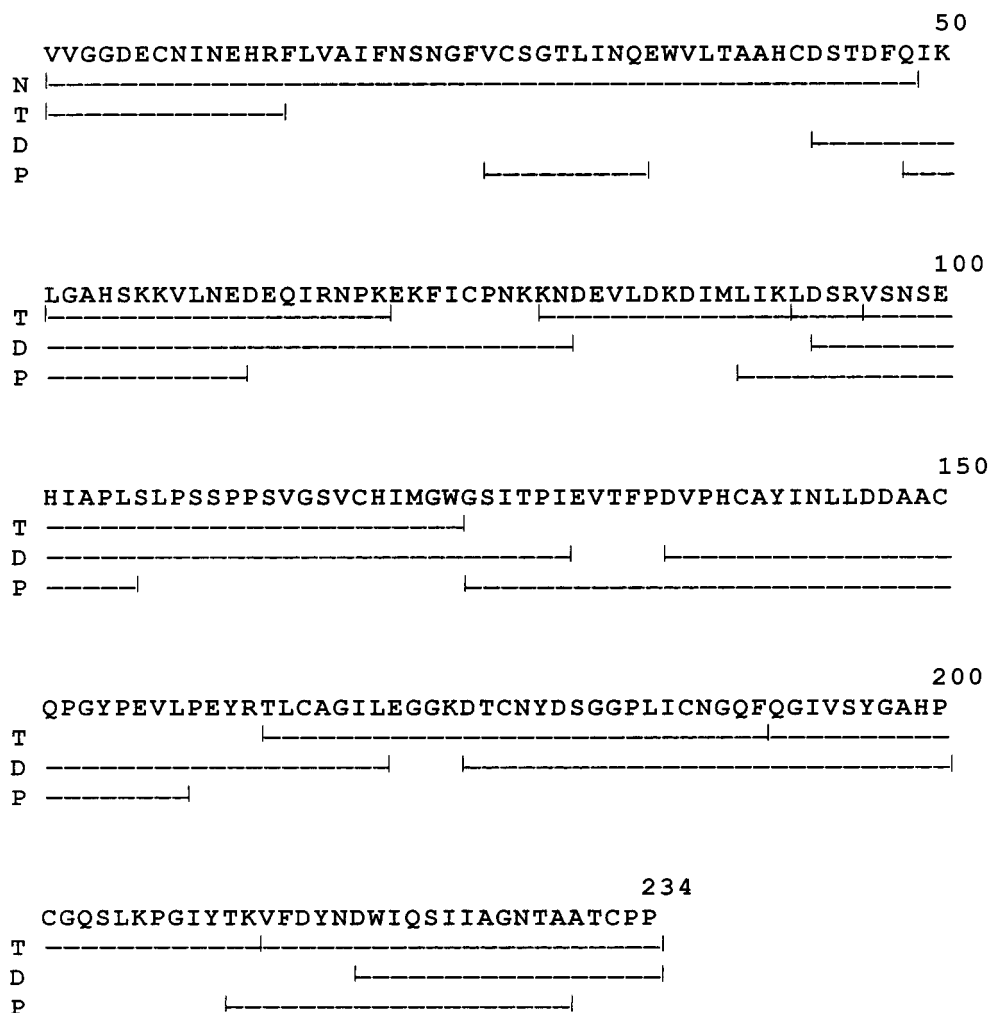 50
VVGGDECNINEHRFLVAIFNSNGFVCSGTLINQEWVLTAAHCDSTDFQIK
N
T
D
P
100
LGAHSKKVLNEDEQIRNPKEKFICPNKKNDEVLDKDIMLIKLDSRVSNSE
T
D
P
150
HIAPLSLPSSPPSVGSVCHIMGWGSITPIEVTFPDVPHCAYINLLDDAAC
T
D
P
200
QPGYPEVLPEYRTLCAGILEGGKDTCNYDSGGPLICNGQFQGIVSYGAHP
T
D
P
234
CGQSLKPGIYTKVFDYNDWIQSIIAGNTAATCPP
T
D
P